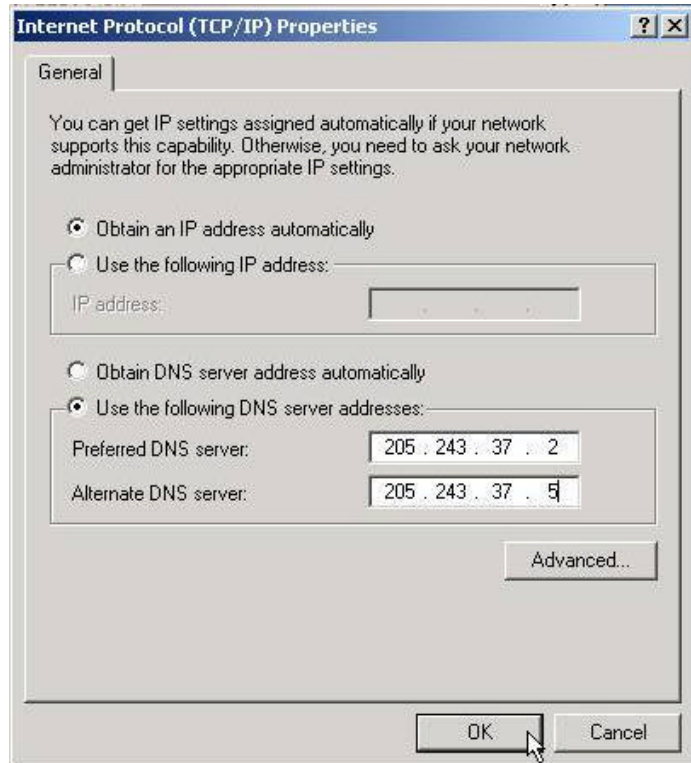 Internet Protocol (TCP/IP) Properties
General
You can get IP settings assigned automatically if your network
supports this capability. Otherwise, you need to ask your network
administrator for the appropriate IP settings.
Obtain an IP address automatically
Use the following IP address:
IP address:
. . .
Obtain DNS server address automatically
Use the following DNS server addresses:
Preferred DNS server: 205 . 243 . 37 . 2
Alternate DNS server: 205 . 243 . 37 . 5
Advanced...
OK Cancel